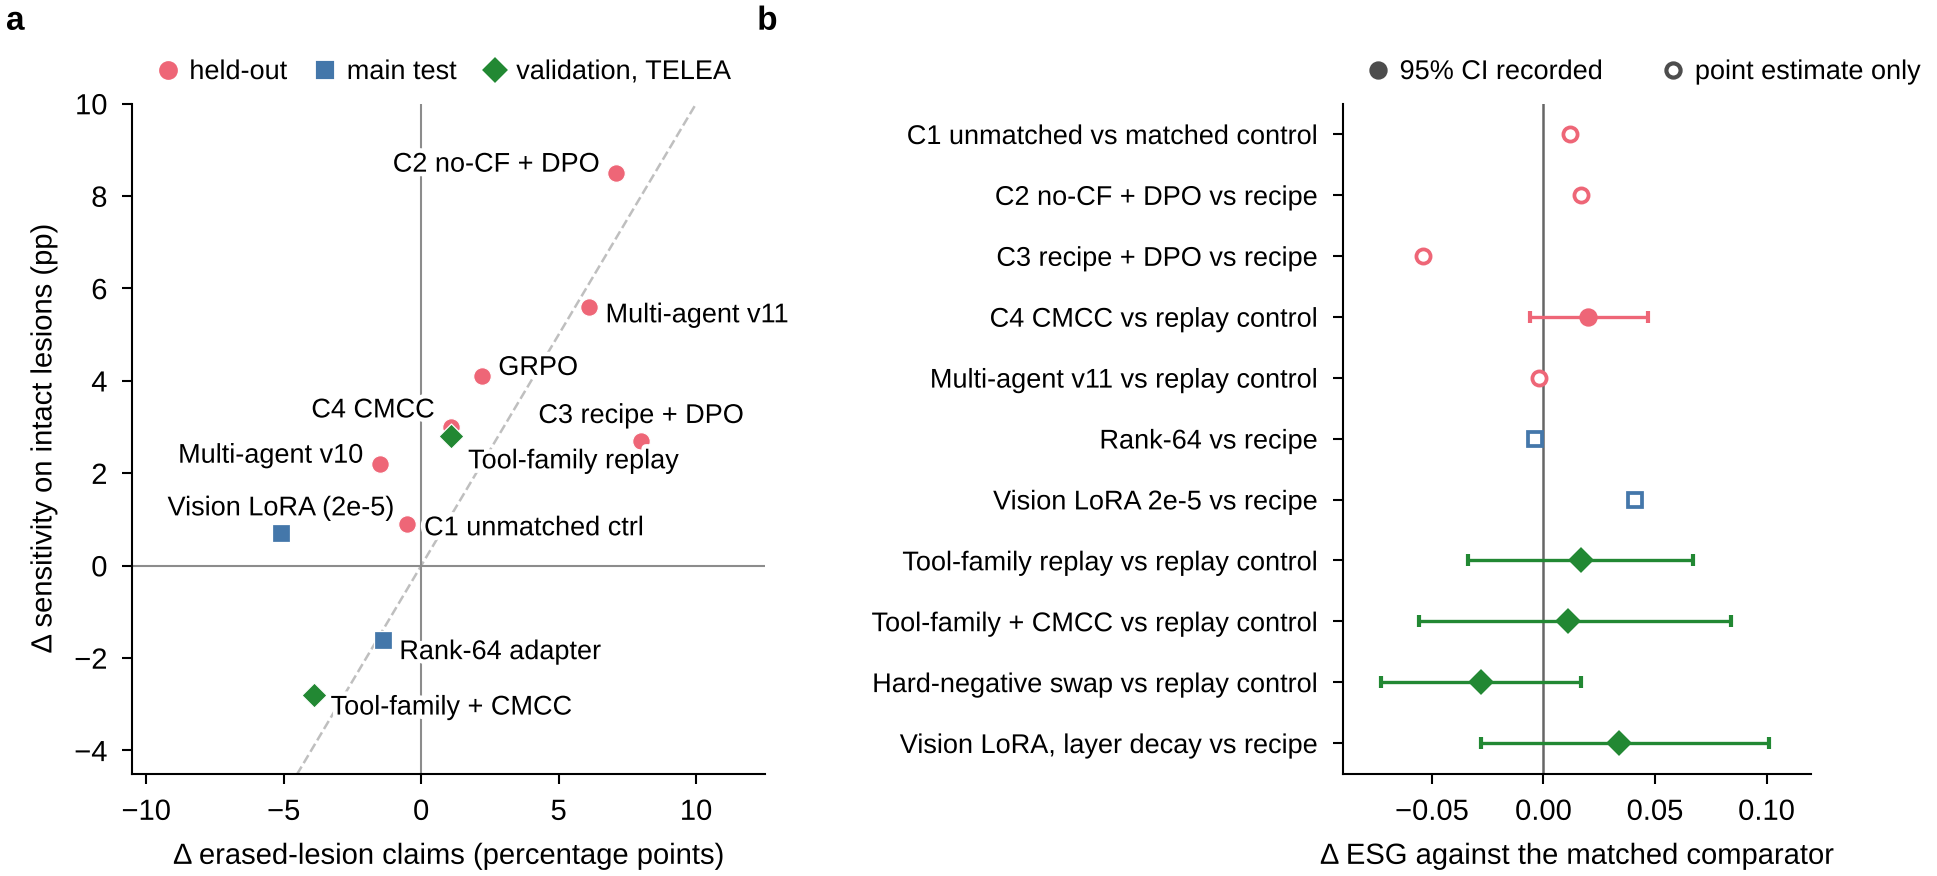 a
held-out
main test
validation, TELEA
10
8
6
4
2
0
−2
−4
Δ sensitivity on intact lesions (pp)
C2 no-CF + DPO
Multi-agent v11
GRPO
C4 CMCC
C3 recipe + DPO
Multi-agent v10
Tool-family replay
Vision LoRA (2e-5)
C1 unmatched ctrl
Rank-64 adapter
Tool-family + CMCC
−10
−5
0
5
10
Δ erased-lesion claims (percentage points)
b
95% CI recorded
point estimate only
C1 unmatched vs matched control
C2 no-CF + DPO vs recipe
C3 recipe + DPO vs recipe
C4 CMCC vs replay control
Multi-agent v11 vs replay control
Rank-64 vs recipe
Vision LoRA 2e-5 vs recipe
Tool-family replay vs replay control
Tool-family + CMCC vs replay control
Hard-negative swap vs replay control
Vision LoRA, layer decay vs recipe
−0.05
0.00
0.05
0.10
Δ ESG against the matched comparator